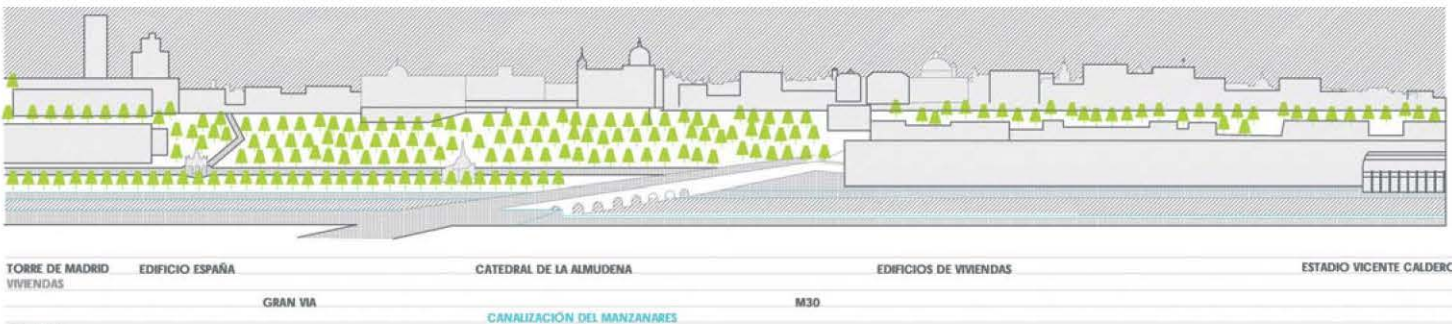 TORRE DE MADRID EDIFICIO ESPAÑA CATEDRAL DE LA ALMUDENA EDIFICIOS DE VIVIENDAS ESTADIO VICENTE CALDERO
VIVIENDAS
GRAN VIA M30
CANALIZACIÓN DEL MANZANARES